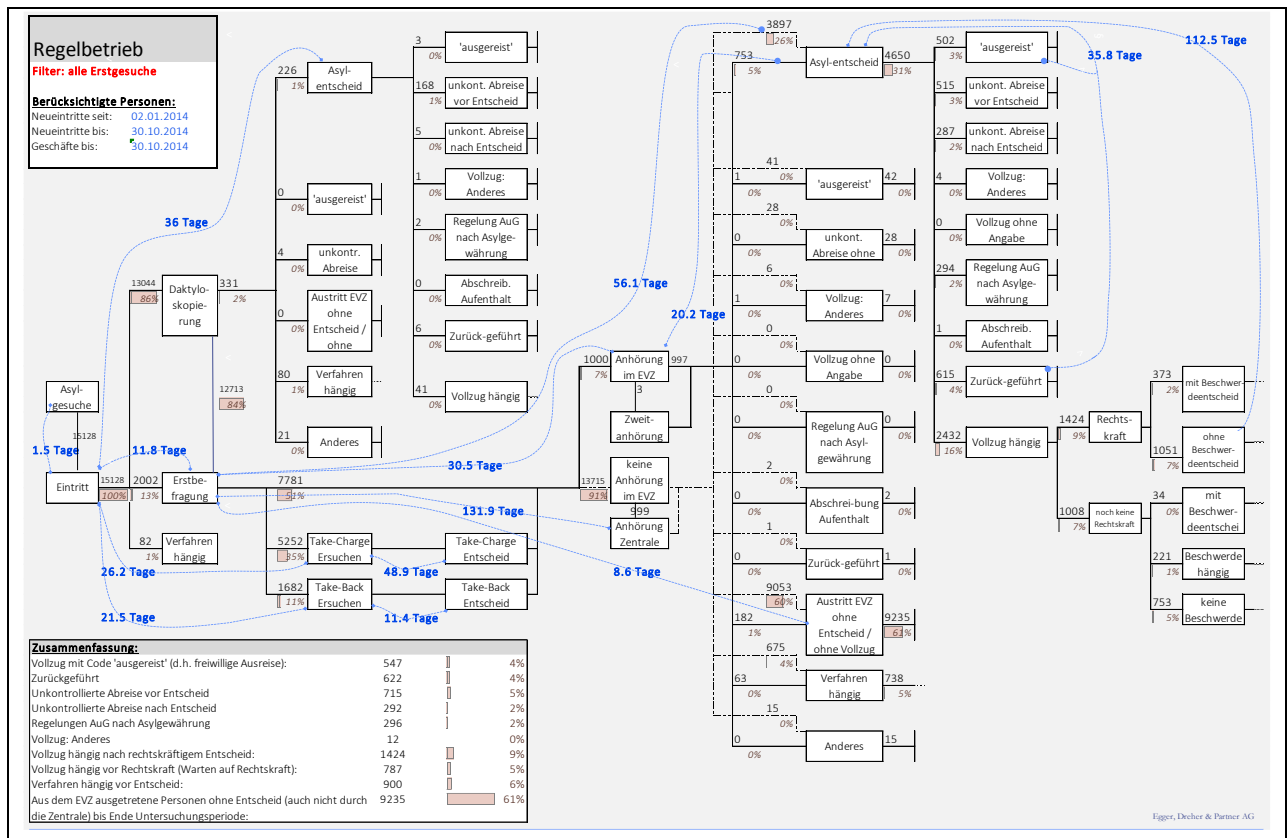 Regelbetrieb
Filter: alle Erstgesuche
Berücksichtigte Personen:
Neueintritte seit: 02.01.2014
Neueintritte bis: 30.10.2014
Geschäfte bis: 30.10.2014
Asyl-
gesuche
15128
1.5 Tage
Eintritt
15128
100%
11.8 Tage
26.2 Tage
21.5 Tage
36 Tage
13044
86%
Daktylo-
skopie-
rung
331
2%
12713
84%
2002
13%
Erstbe-
fragung
82
1%
Verfahren
hängig
226
1%
Asyl-
entscheid
0
0%
'ausgereist'
4
0%
unkontr.
Abreise
0
0%
Austritt EVZ
ohne
Entscheid /
ohne
80
1%
Verfahren
hängig
21
0%
Anderes
3
0%
'ausgereist'
168
1%
unkont. Abreise
vor Entscheid
5
0%
unkont. Abreise
nach Entscheid
1
0%
Vollzug:
Anderes
2
0%
Regelung AuG
nach Asylge-
währung
0
0%
Abschreib.
Aufenthalt
6
0%
Zurück-geführt
41
0%
Vollzug hängig
7781
51%
5252
35%
Take-Charge
Ersuchen
48.9 Tage
Take-Charge
Entscheid
1682
11%
Take-Back
Ersuchen
11.4 Tage
Take-Back
Entscheid
30.5 Tage
131.9 Tage
56.1 Tage
20.2 Tage
8.6 Tage
1000
7%
Anhörung
im EVZ
997
3
Zweit-
anhörung
13715
91%
keine
Anhörung
im EVZ
999
Anhörung
Zentrale
3897
26%
753
5%
Asyl-entscheid
4650
31%
41
0%
1
0%
'ausgereist'
42
0%
28
0%
0
0%
unkont.
Abreise ohne
28
0%
6
0%
1
0%
Vollzug:
Anderes
7
0%
0
0%
0
0%
Vollzug ohne
Angabe
0
0%
0
0%
0
0%
Regelung AuG
nach Asyl-
gewährung
0
0%
2
0%
0
0%
Abschrei-bung
Aufenthalt
2
0%
1
0%
0
0%
Zurück-geführt
1
0%
9053
60%
182
1%
Austritt EVZ
ohne
Entscheid /
ohne Vollzug
9235
61%
675
4%
63
0%
Verfahren
hängig
738
5%
15
0%
0
0%
Anderes
15
502
3%
'ausgereist'
35.8 Tage
112.5 Tage
515
3%
unkont. Abreise
vor Entscheid
287
2%
unkont. Abreise
nach Entscheid
4
0%
Vollzug:
Anderes
0
0%
Vollzug ohne
Angabe
294
2%
Regelung AuG
nach Asylge-
währung
1
0%
Abschreib.
Aufenthalt
615
4%
Zurück-geführt
2432
16%
Vollzug hängig
1424
9%
Rechts-
kraft
373
2%
mit Beschwer-
deentscheid
1051
7%
ohne
Beschwer-
deentscheid
1008
7%
noch keine
Rechtskraft
34
0%
mit
Beschwer-
deentschei
221
1%
Beschwerde
hängig
753
5%
keine
Beschwerde
Zusammenfassung:
Vollzug mit Code 'ausgereist' (d.h. freiwillige Ausreise): 547 4%
Zurückgeführt 622 4%
Unkontrollierte Abreise vor Entscheid 715 5%
Unkontrollierte Abreise nach Entscheid 292 2%
Regelungen AuG nach Asylgewährung 296 2%
Vollzug: Anderes 12 0%
Vollzug hängig nach rechtskräftigem Entscheid: 1424 9%
Vollzug hängig vor Rechtskraft (Warten auf Rechtskraft): 787 5%
Verfahren hängig vor Entscheid: 900 6%
Aus dem EVZ ausgetretene Personen ohne Entscheid (auch nicht durch 9235 61%
die Zentrale) bis Ende Untersuchungsperiode:
Egger, Dreher & Partner AG